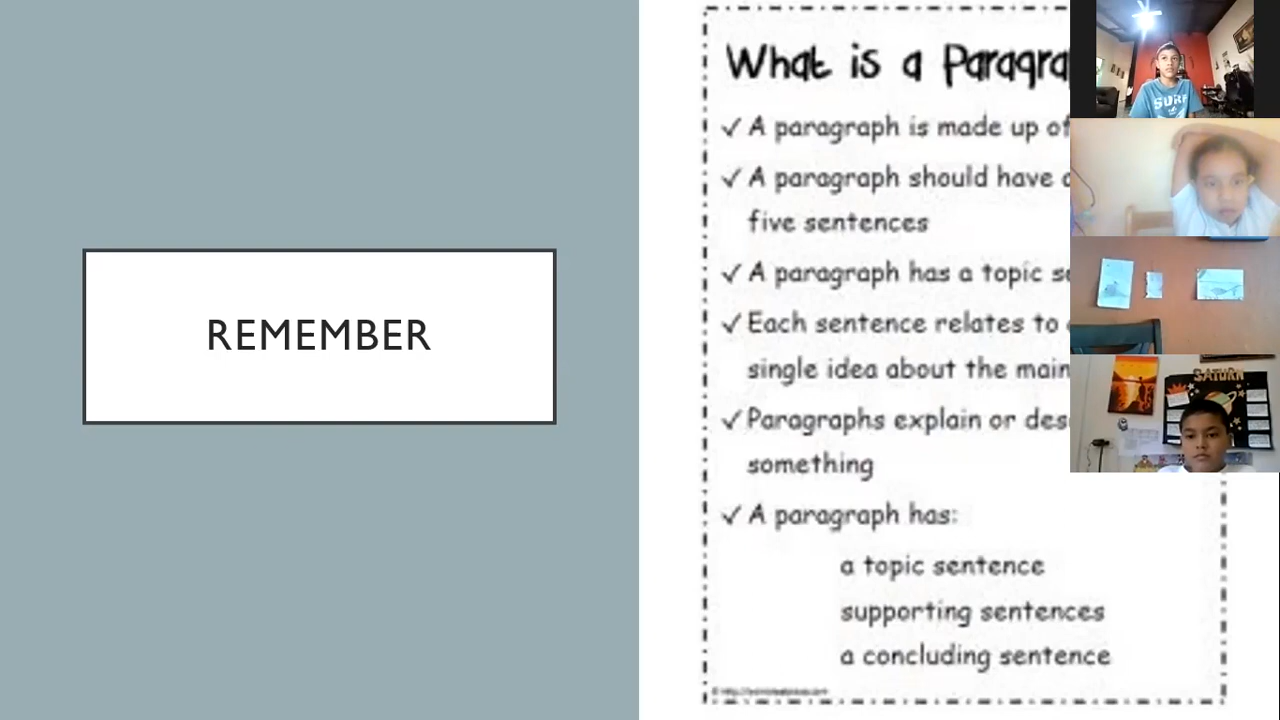 REMEMBER
What is a Paragra
✓ A paragraph is made up of
✓ A paragraph should have
five sentences
✓ A paragraph has a topic se
✓ Each sentence relates to
single idea about the main
✓ Paragraphs explain or des
something
✓ A paragraph has:
a topic sentence
supporting sentences
a concluding sentence
SURF
SATURN